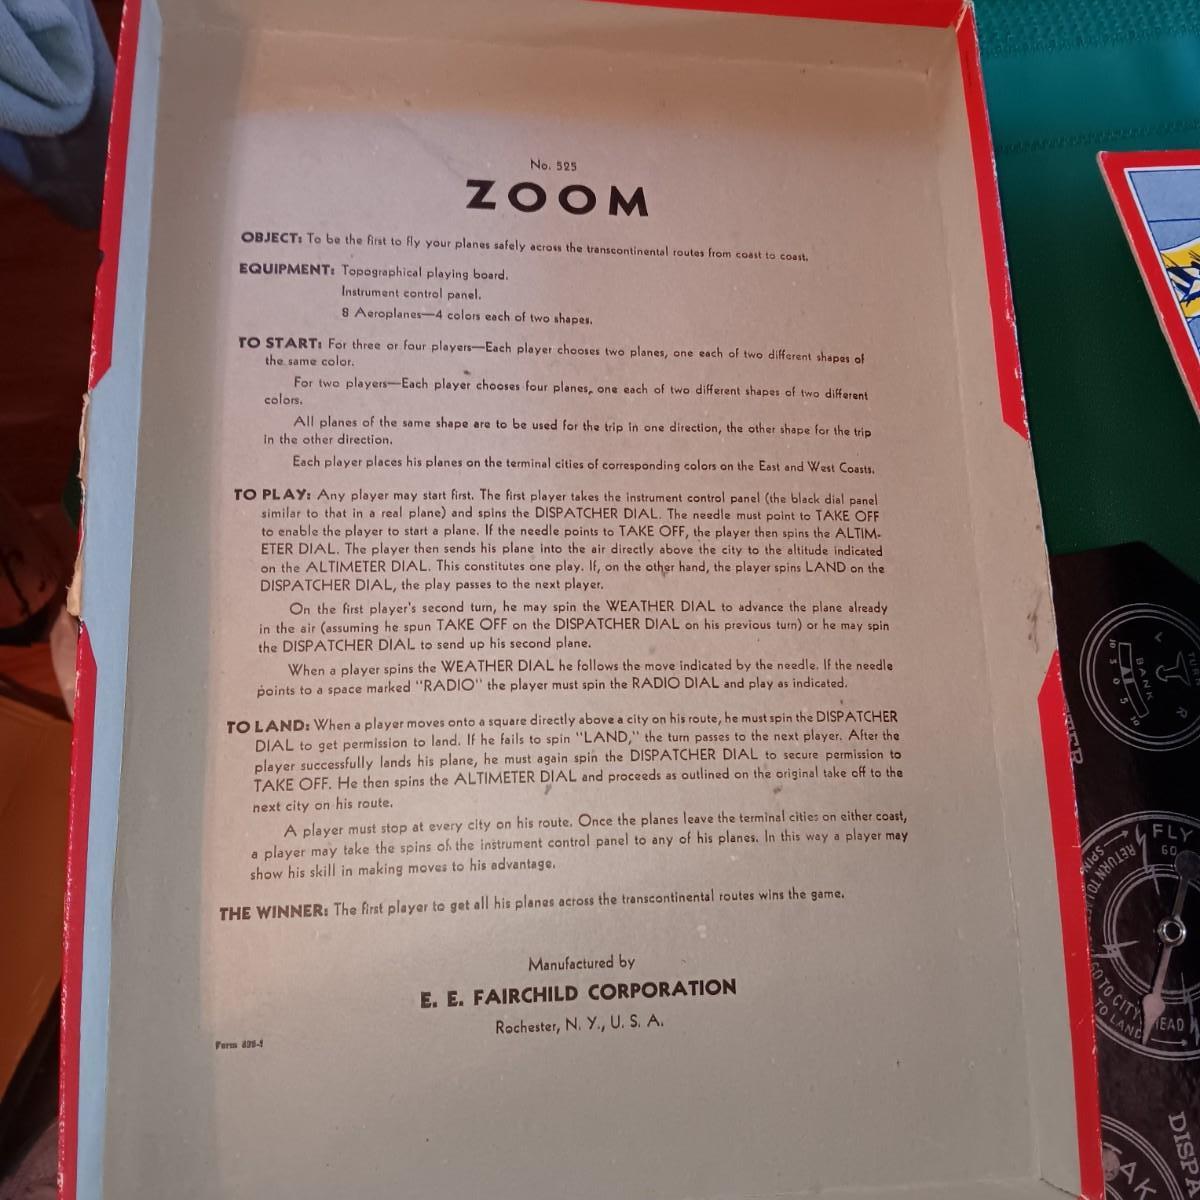 No. 525
ZOOM
OBJECT: To be the first to fly your planes safely across the transcontinental routes from coast to coast.
EQUIPMENT: Topographical playing board.
Instrument control panel.
8 Aeroplanes—4 colors each of two shapes.
TO START: For three or four players—Each player chooses two planes, one each of two different shapes of
the same color.
For two players—Each player chooses four planes, one each of two different shapes of two different
colors.
All planes of the same shape are to be used for the trip in one direction, the other shape for the trip
in the other direction.
Each player places his planes on the terminal cities of corresponding colors on the East and West Coasts.
TO PLAY: Any player may start first. The first player takes the instrument control panel (the black dial panel
similar to that in a real plane) and spins the DISPATCHER DIAL. The needle must point to TAKE OFF
to enable the player to start a plane. If the needle points to TAKE OFF, the player then spins the ALTIM-
ETER DIAL. The player then sends his plane into the air directly above the city to the altitude indicated
on the ALTIMETER DIAL. This constitutes one play. If, on the other hand, the player spins LAND on the
DISPATCHER DIAL, the play passes to the next player.
On the first player's second turn, he may spin the WEATHER DIAL to advance the plane already
in the air (assuming he spun TAKE OFF on the DISPATCHER DIAL on his previous turn) or he may spin
the DISPATCHER DIAL to send up his second plane.
When a player spins the WEATHER DIAL he follows the move indicated by the needle. If the needle
points to a space marked "RADIO" the player must spin the RADIO DIAL and play as indicated.
TO LAND: When a player moves onto a square directly above a city on his route, he must spin the DISPATCHER
DIAL to get permission to land. If he fails to spin "LAND," the turn passes to the next player. After the
player successfully lands his plane, he must again spin the DISPATCHER DIAL to secure permission to
TAKE OFF. He then spins the ALTIMETER DIAL and proceeds as outlined on the original take off to the
next city on his route.
A player must stop at every city on his route. Once the planes leave the terminal cities on either coast,
a player may take the spins of the instrument control panel to any of his planes. In this way a player may
show his skill in making moves to his advantage.
THE WINNER: The first player to get all his planes across the transcontinental routes wins the game.
Manufactured by
E. E. FAIRCHILD CORPORATION
Rochester, N. Y., U. S. A.
Form
BANK
10 5 0 5 10
L R
FLY
60
RETURN TO
SPIN
GO TO CITY
TO LAND